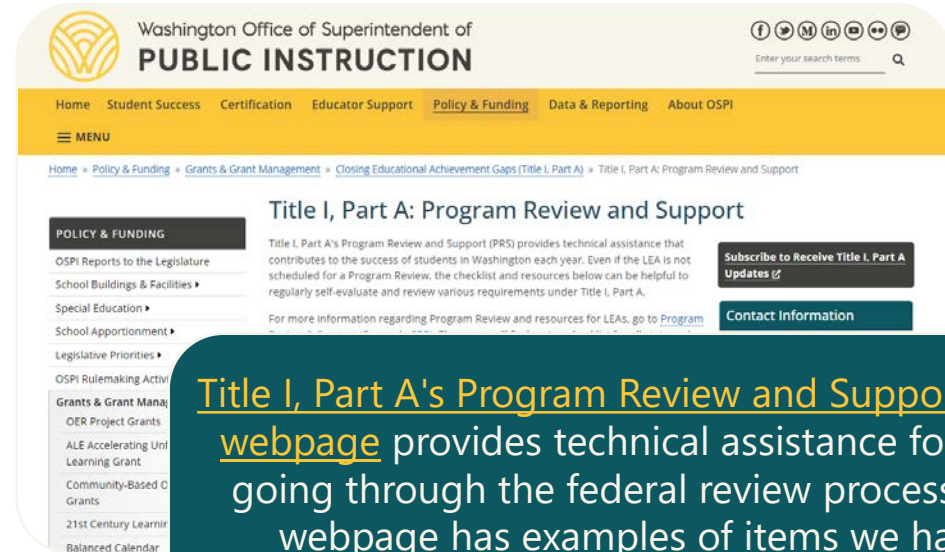 Washington Office of Superintendent of
PUBLIC INSTRUCTION
Enter your search terms
Home Student Success Certification Educator Support Policy & Funding Data & Reporting About OSPI
MENU
Home » Policy & Funding » Grants & Grant Management » Closing Educational Achievement Gaps (Title I, Part A) » Title I, Part A: Program Review and Support
POLICY & FUNDING
OSPI Reports to the Legislature
School Buildings & Facilities
Special Education
School Apportionment
Legislative Priorities
OSPI Rulemaking
Grants & Grant
OER Project Grants
ALE Accelerating
Learning Grant
Community-Based
Grants
21st Century
Balanced Calendar
Title I, Part A: Program Review and Support
Title I, Part A's Program Review and Support (PRS) provides technical assistance that
contributes to the success of students in Washington each year. Even if the LEA is not
scheduled for a Program Review, the checklist and resources below can be helpful to
regularly self-evaluate and review various requirements under Title I, Part A.
For more information regarding Program Review and resources for LEAs, go to Program
Subscribe to Receive Title I, Part A
Updates
Contact Information
Title I, Part A's Program Review and
webpage provides technical assistance
going through the federal review process
webpage has examples of items we